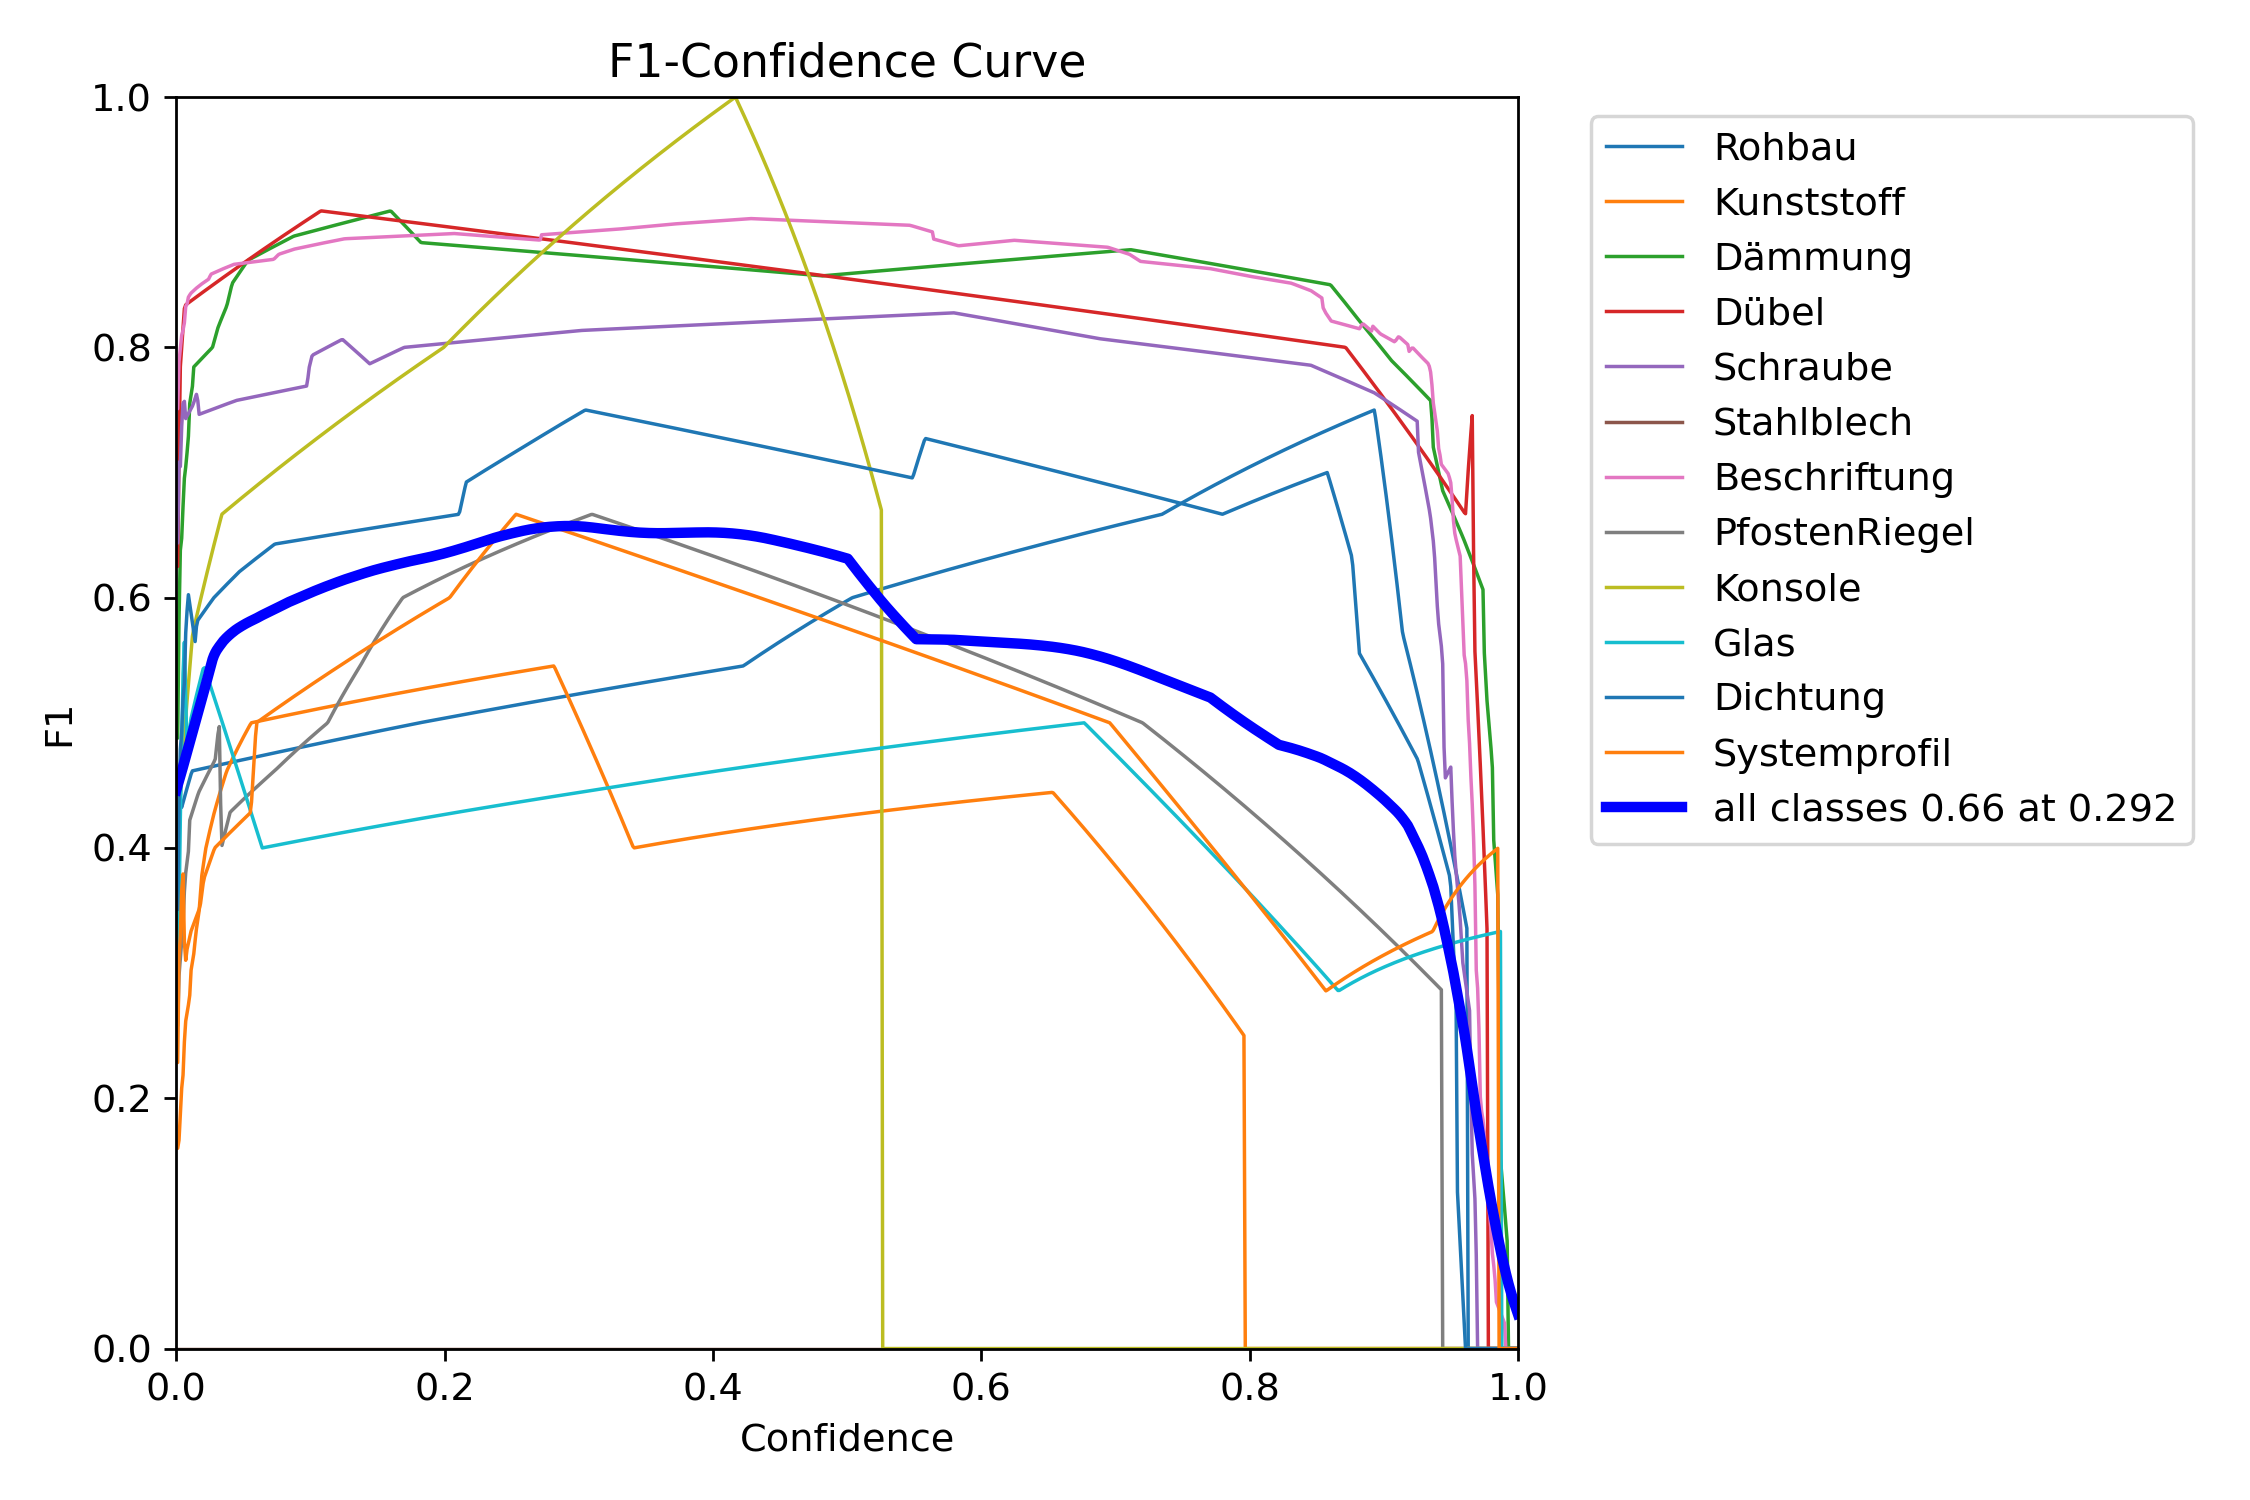 F1-Confidence Curve
1.0
0.8
0.6
0.4
0.2
0.0
F1
0.0 0.2 0.4 0.6 0.8 1.0
Confidence
Rohbau
Kunststoff
Dämmung
Dübel
Schraube
Stahlblech
Beschriftung
PfostenRiegel
Konsole
Glas
Dichtung
Systemprofil
all classes 0.66 at 0.292